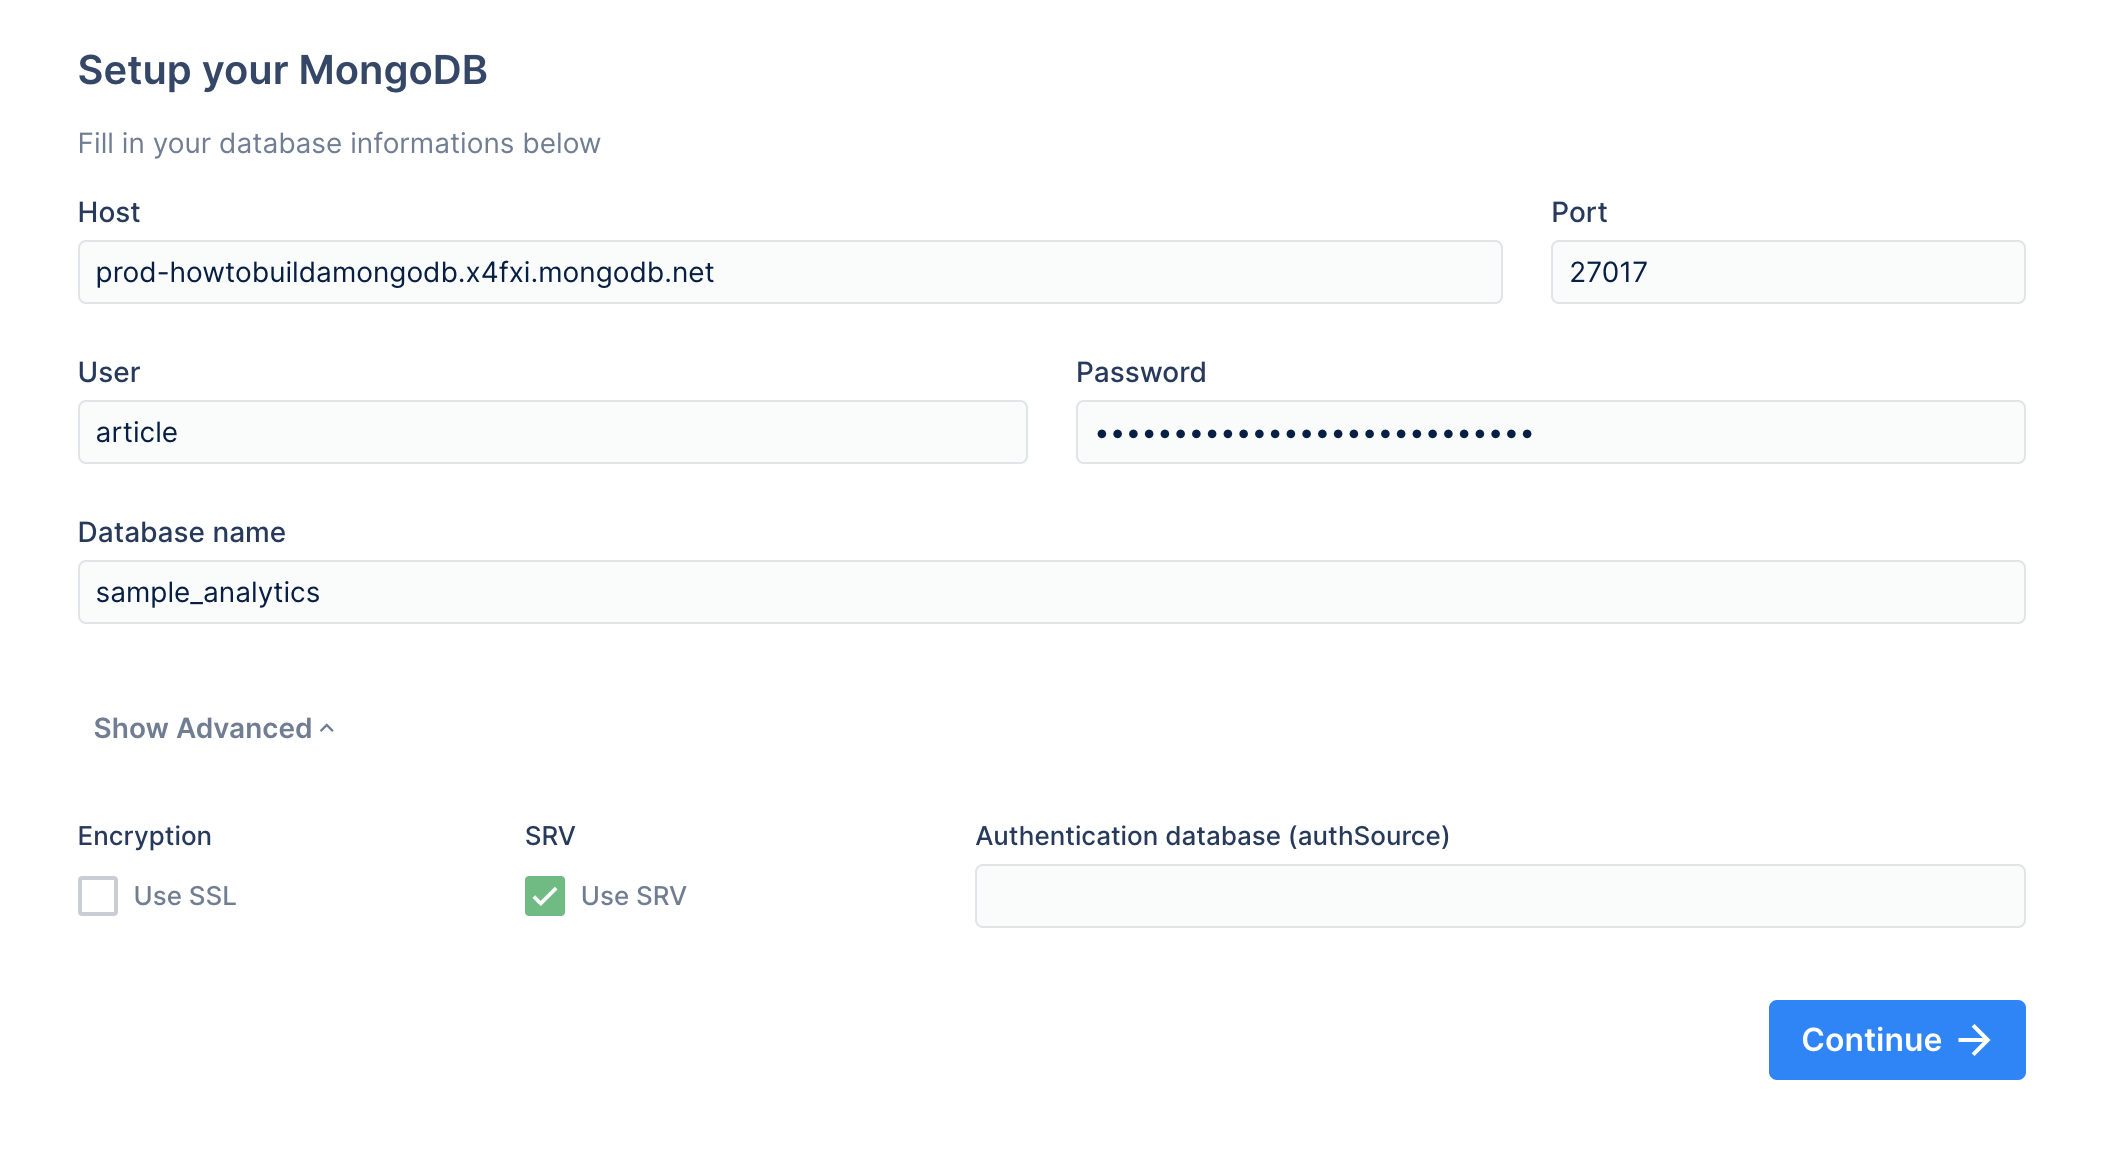 Setup your MongoDB
Fill in your database informations below
Host
Port
prod-howtobuildamongodb.x4fxi.mongodb.net
27017
User
Password
article
••••••••••••••••••••••••••••
Database name
sample_analytics
Show Advanced
Encryption
SRV
Authentication database (authSource)
Use SSL
Use SRV
Continue →